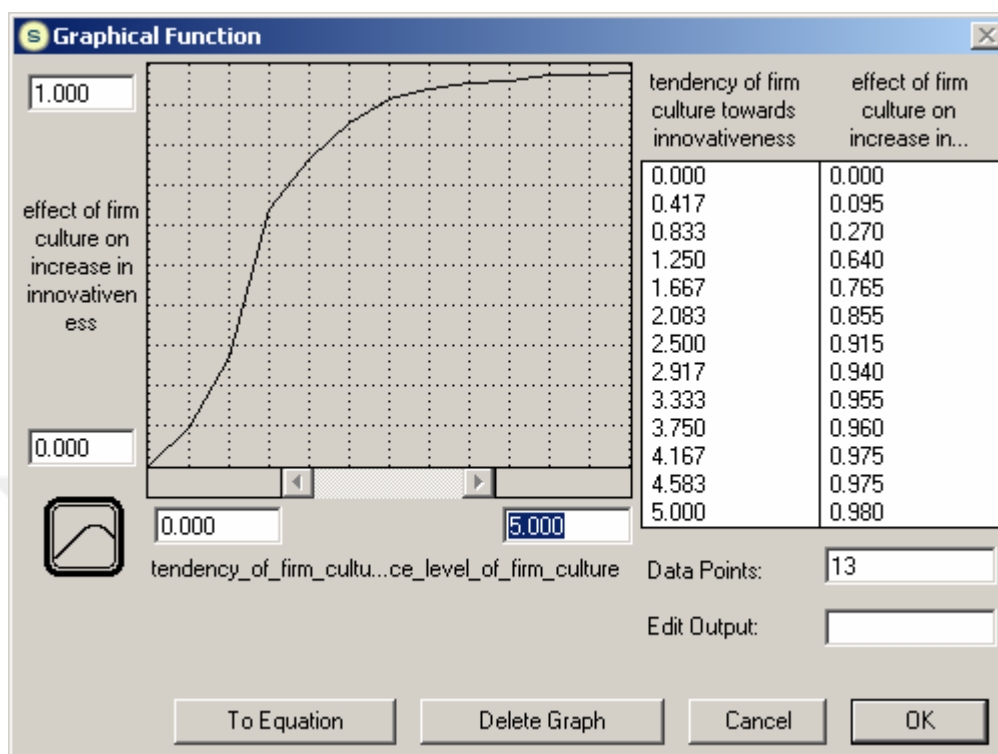 S Graphical Function
1.000
effect of firm
culture on
increase in
innovativen
ess
0.000
0.000
5.000
tendency_of_firm_cultu...ce_level_of_firm_culture
tendency of firm
culture towards
innovativeness
effect of firm
culture on
increase in...
0.000 0.000
0.417 0.095
0.833 0.270
1.250 0.640
1.667 0.765
2.083 0.855
2.500 0.915
2.917 0.940
3.333 0.955
3.750 0.960
4.167 0.975
4.583 0.975
5.000 0.980
Data Points: 13
Edit Output:
To Equation
Delete Graph
Cancel
OK